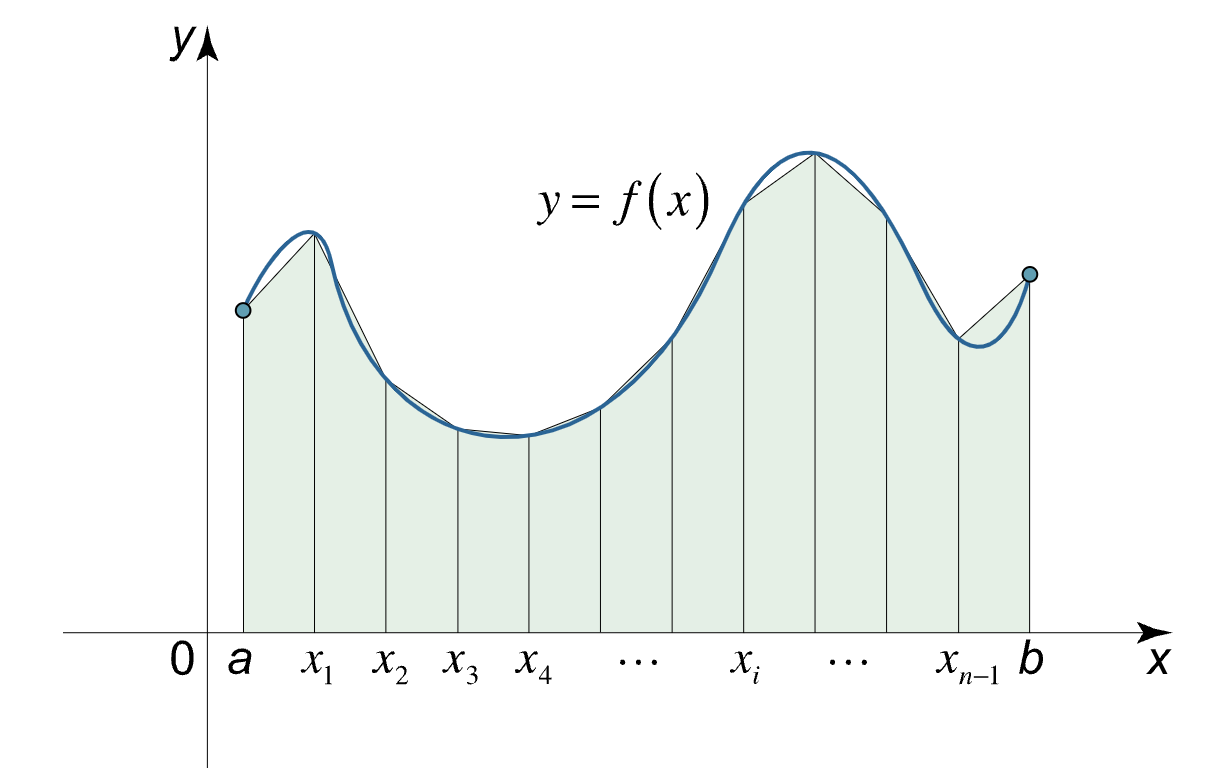 y
y = f(x)
0 a x₁ x₂ x₃ x₄ ... xᵢ ... xₙ₋₁ b x